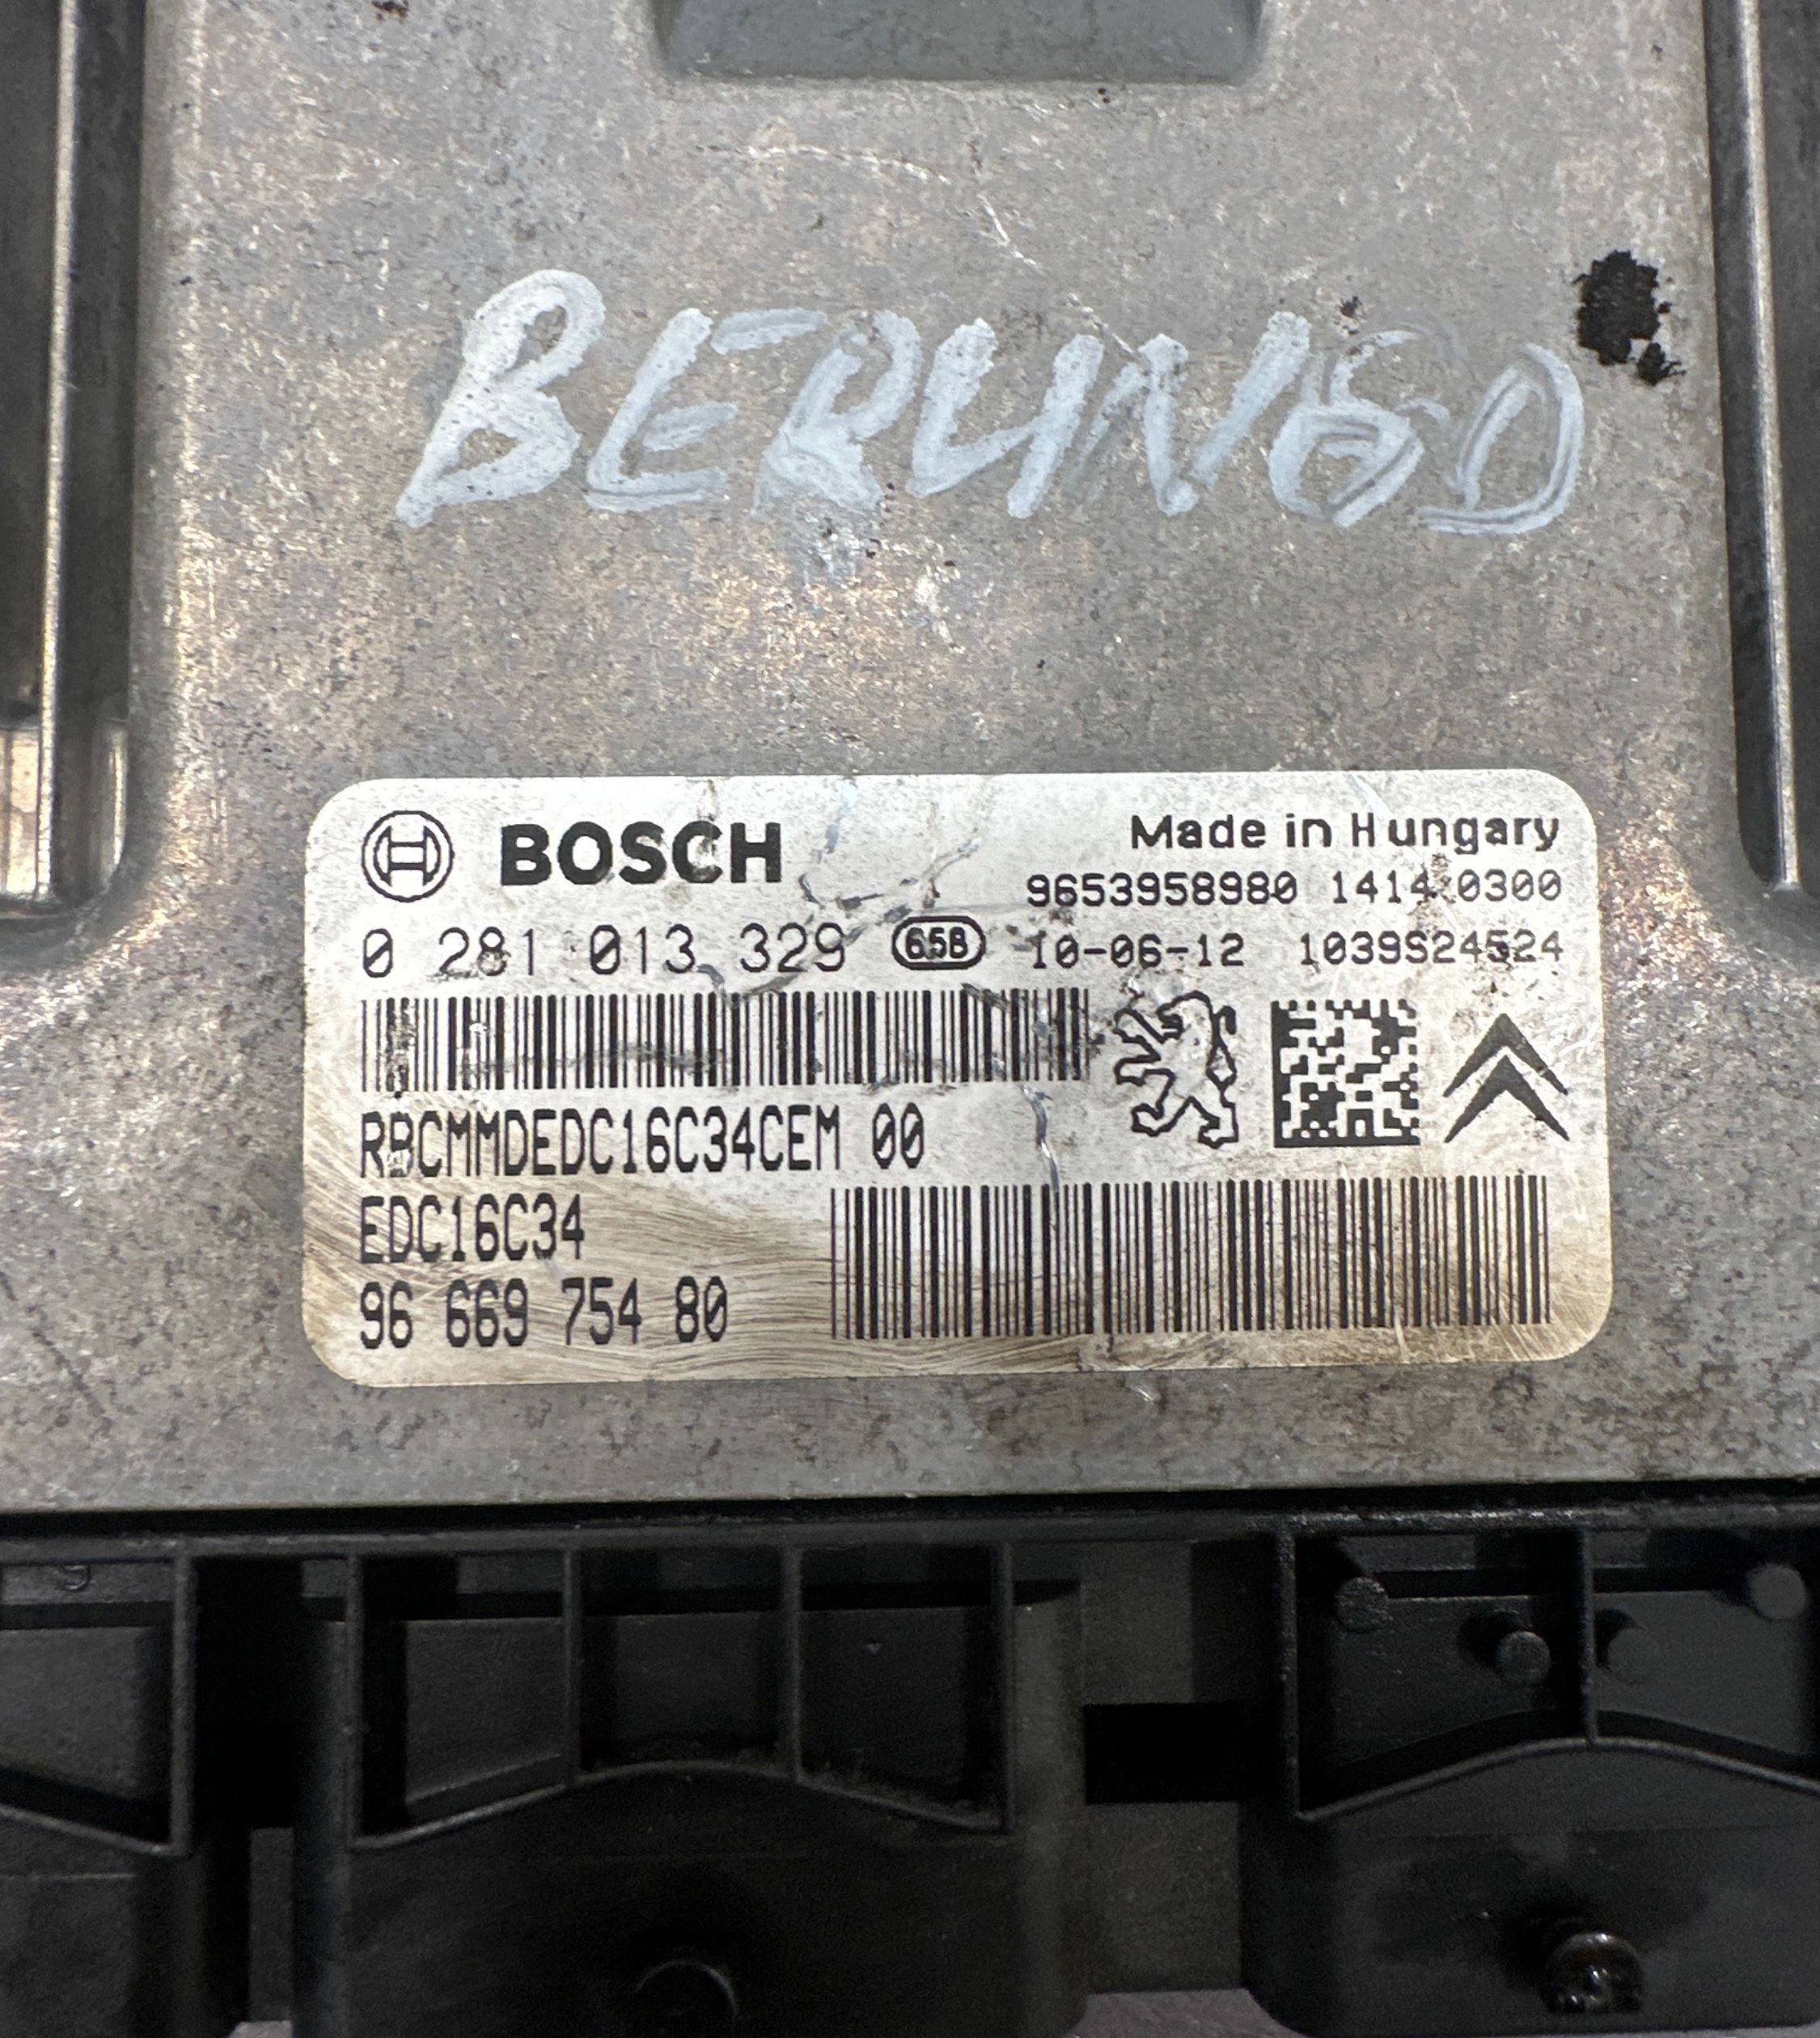 BERLINGO
BOSCH
Made in Hungary
9653958980 1414 0300
0 281 013 329 65B 10-06-12 1039S24524
RBCMMDEDC16C34CEM 00
EDC16C34
96 669 754 80